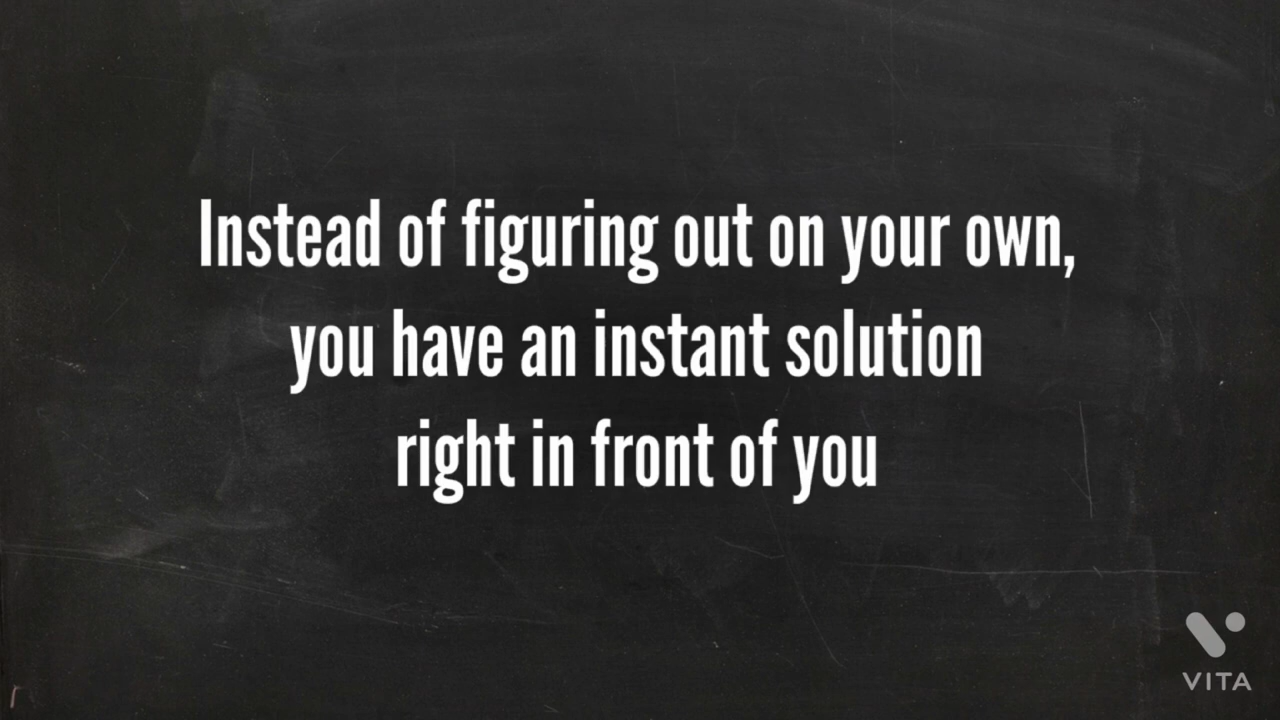 Instead of figuring out on your own,
you have an instant solution
right in front of you
VITA